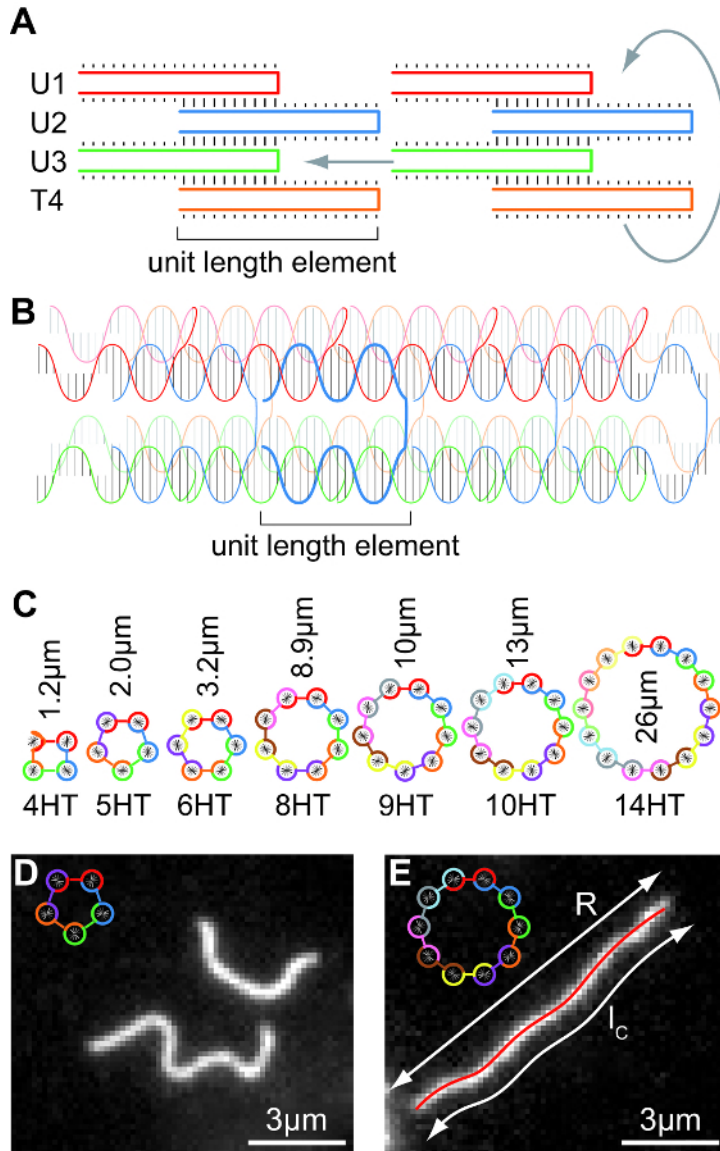 A
U1
U2
U3
T4
unit length element
B
unit length element
C
1.2μm 2.0μm 3.2μm 8.9μm 10μm 13μm 26μm
4HT 5HT 6HT 8HT 9HT 10HT 14HT
D
3μm
E
R
lC
3μm